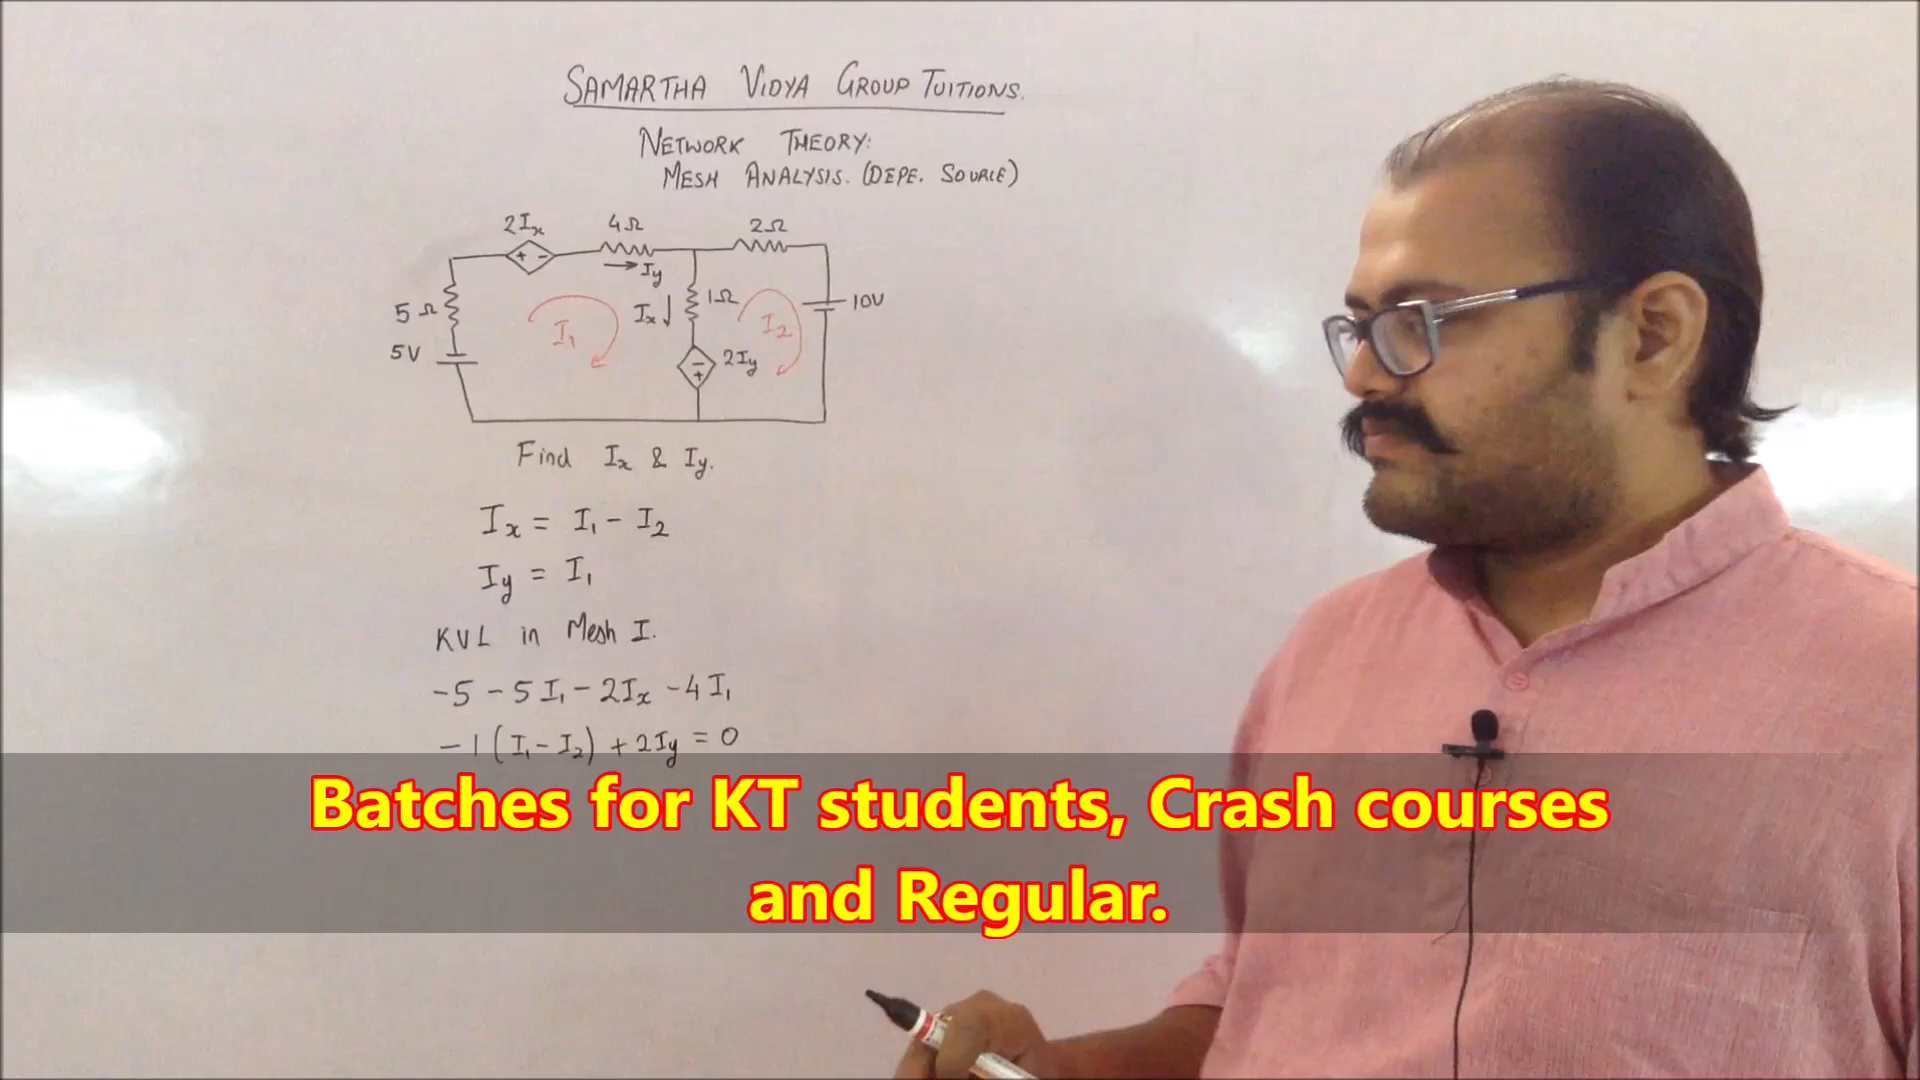 SAMARTHA VIDYA GROUP TUITIONS.
NETWORK THEORY:
MESH ANALYSIS. (DEPE. SOURCE)
2Ix 4Ω 2Ω
+ -
Iy
5Ω Ix 1Ω 10V
I1 I2
5V
- 2Iy
+
Find Ix & Iy.
Ix = I1 - I2
Iy = I1
KVL in Mesh I.
-5 - 5I1 - 2Ix - 4I1
-1(I1 - I2) + 2Iy = 0
Batches for KT students, Crash courses
and Regular.